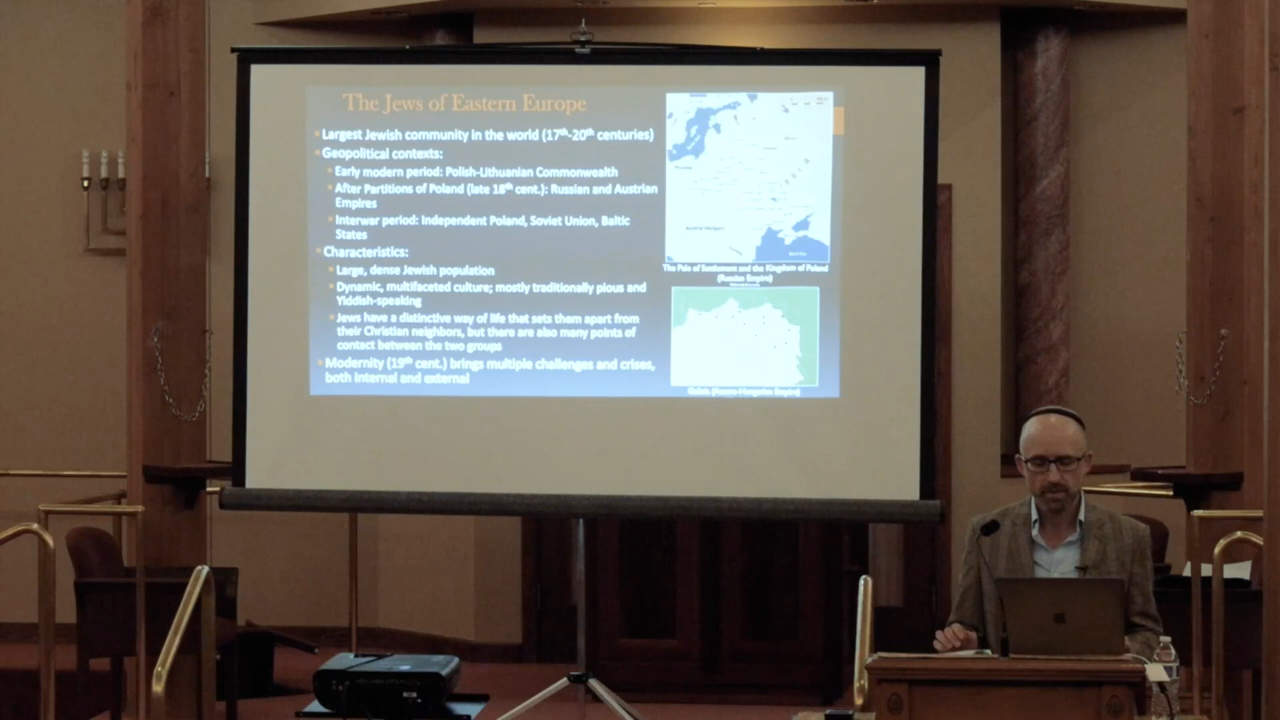 The Jews of Eastern Europe
Largest Jewish community in the world (17th-20th centuries)
Geopolitical contexts:
Early modern period: Polish-Lithuanian Commonwealth
After Partitions of Poland (late 18th cent.): Russian and Austrian
Empires
Interwar period: Independent Poland, Soviet Union, Baltic
States
Characteristics:
Large, dense Jewish population
Dynamic, multifaceted culture; mostly traditionally pious and
Yiddish-speaking
Jews have a distinctive way of life that sets them apart from
their Christian neighbors, but there are also many points of
contact between the two groups
Modernity (19th cent.) brings multiple challenges and crises,
both internal and external
Austria Hungary
Black Sea
The Pale of Settlement and the Kingdom of Poland
(Russian Empire)
Galicia (Austro-Hungarian Empire)